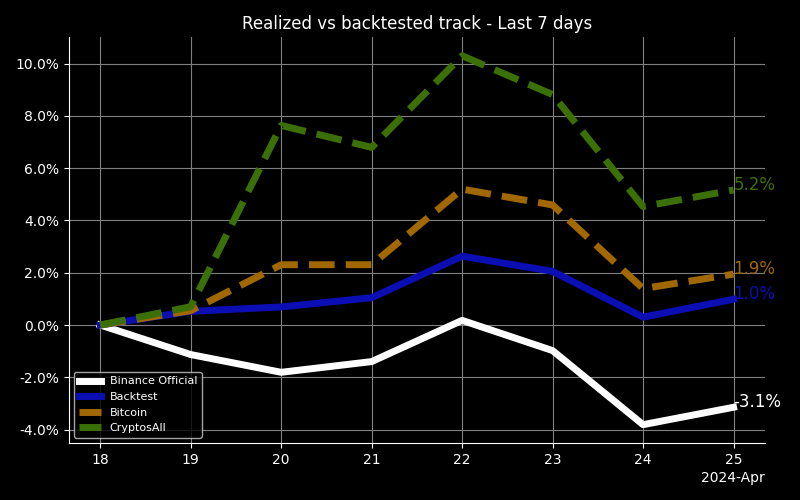 Realized vs backtested track - Last 7 days
10.0%
8.0%
6.0%
4.0%
2.0%
0.0%
-2.0%
-4.0%
5.2%
1.9%
1.0%
-3.1%
Binance Official
Backtest
Bitcoin
CryptosAll
18 19 20 21 22 23 24 25
2024-Apr